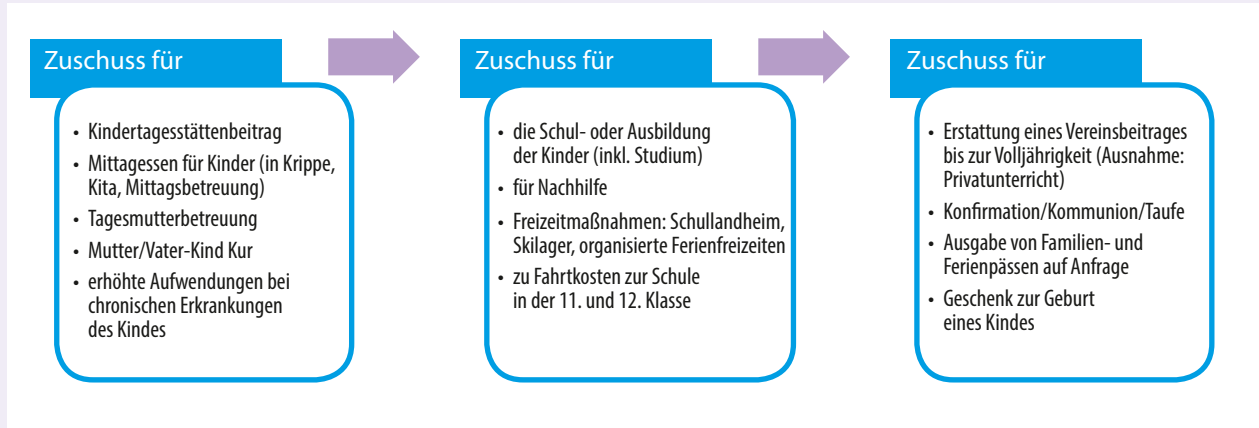 Zuschuss für
• Kindertagesstättenbeitrag
• Mittagessen für Kinder (in Krippe,
Kita, Mittagsbetreuung)
• Tagesmutterbetreuung
• Mutter/Vater-Kind Kur
• erhöhte Aufwendungen bei
chronischen Erkrankungen
des Kindes
Zuschuss für
• die Schul- oder Ausbildung
der Kinder (inkl. Studium)
• für Nachhilfe
• Freizeitmaßnahmen: Schullandheim,
Skilager, organisierte Ferienfreizeiten
• zu Fahrtkosten zur Schule
in der 11. und 12. Klasse
Zuschuss für
• Erstattung eines Vereinsbeitrages
bis zur Volljährigkeit (Ausnahme:
Privatunterricht)
• Konfirmation/Kommunion/Taufe
• Ausgabe von Familien- und
Ferienpässen auf Anfrage
• Geschenk zur Geburt
eines Kindes